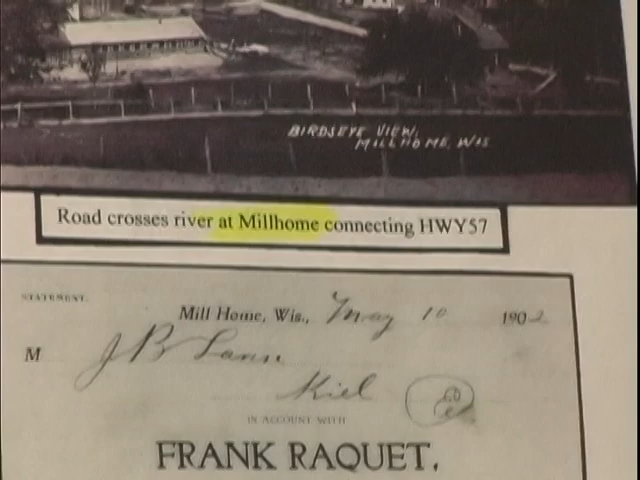 BIRDSEYE VIEW,
MILLHOME, WIS
Road crosses river at Millhome connecting HWY57
STATEMENT.
Mill Home, Wis., May 10 1902
M J B Laun
Kiel
IN ACCOUNT WITH
FRANK RAQUET,